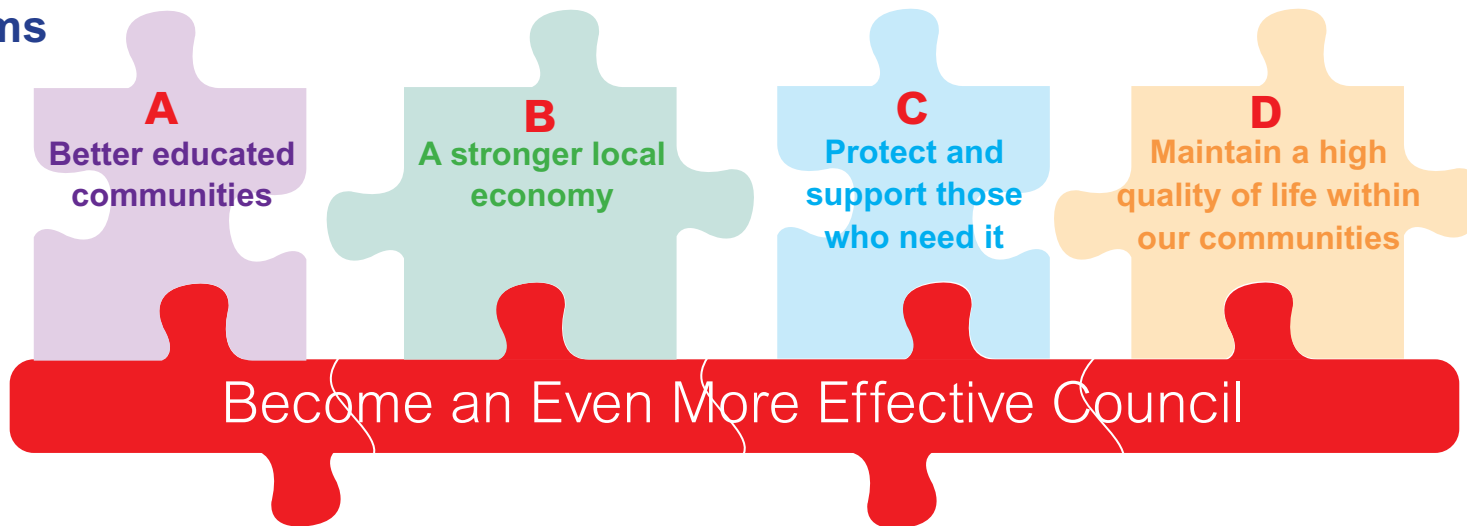 A
Better educated
communities
B
A stronger local
economy
C
Protect and
support those
who need it
D
Maintain a high
quality of life within
our communities
Become an Even More Effective Council